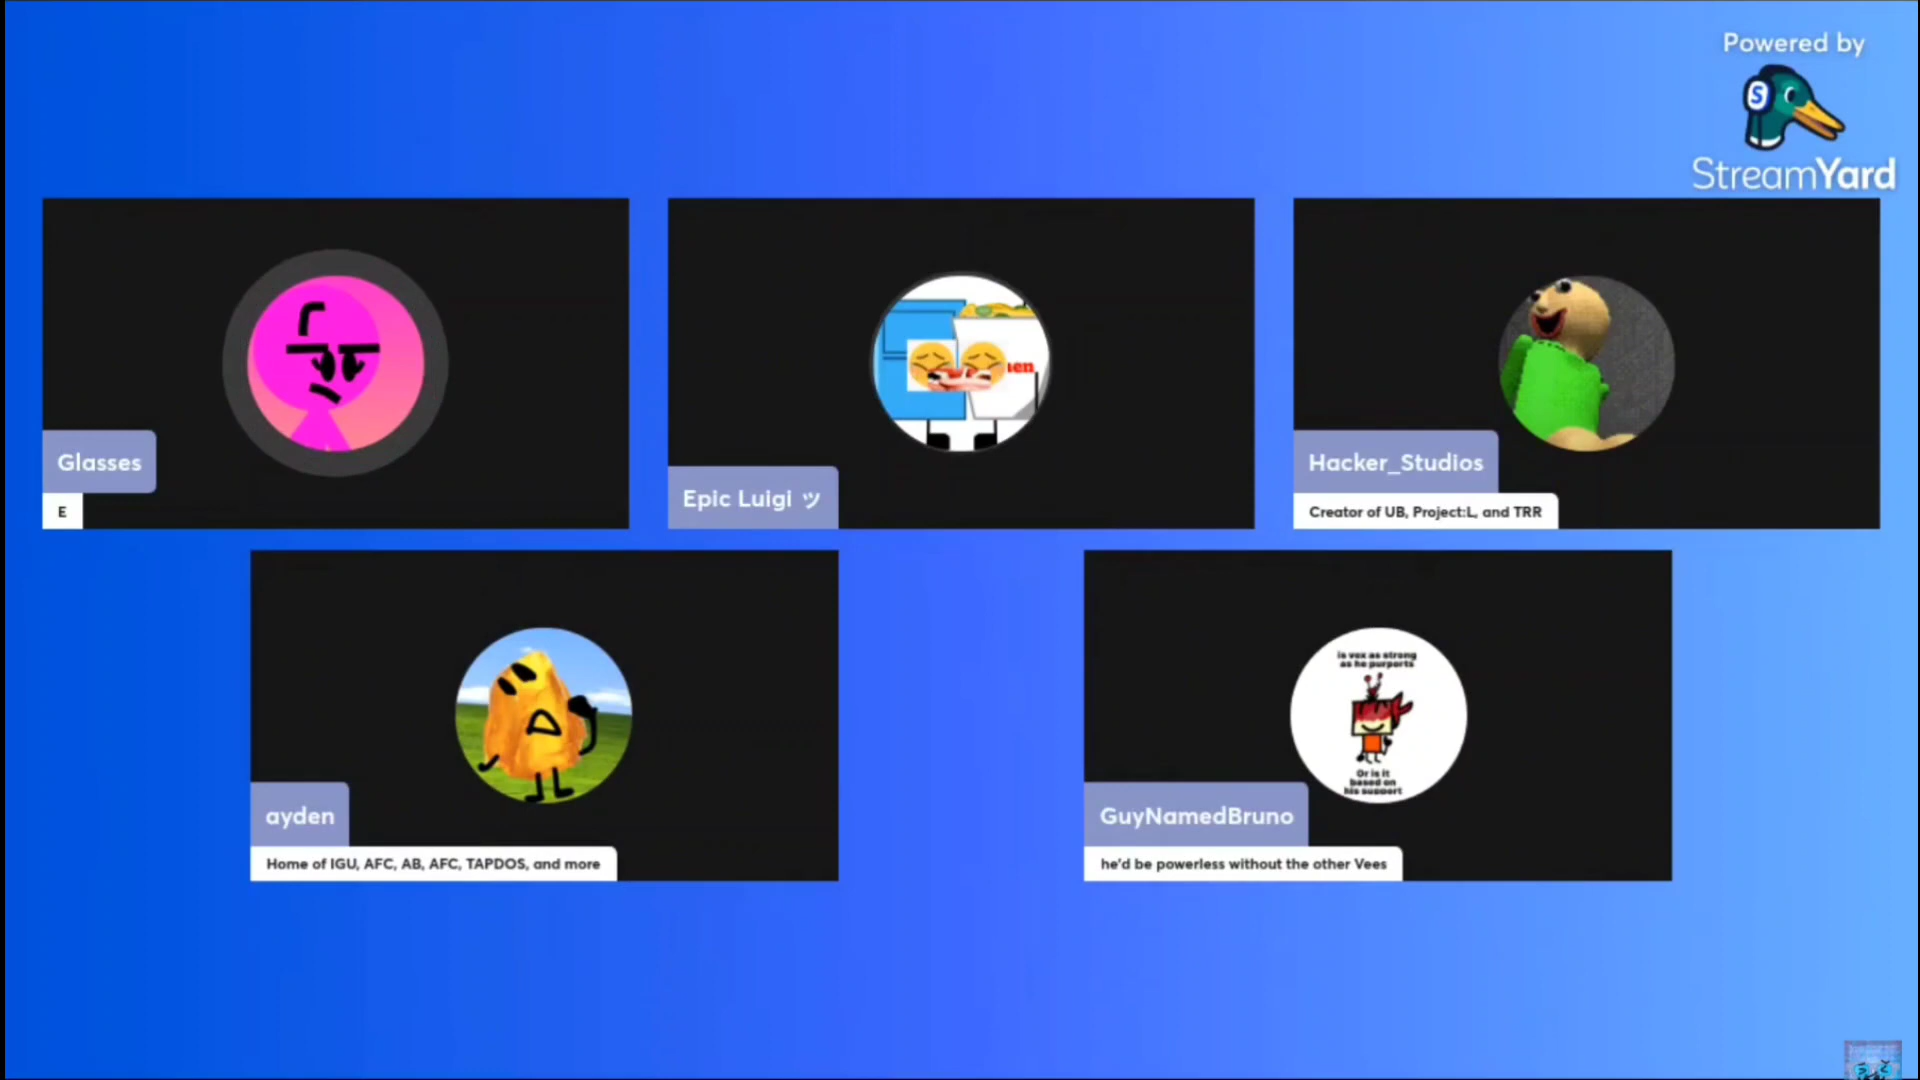 Powered by
S
StreamYard
Glasses
E
Epic Luigi ツ
nen
Hacker_Studios
Creator of UB, Project:L, and TRR
ayden
Home of IGU, AFC, AB, AFC, TAPDOS, and more
is vox as strong
as he purports
Or is it
based on
his support
GuyNamedBruno
he'd be powerless without the other Vees